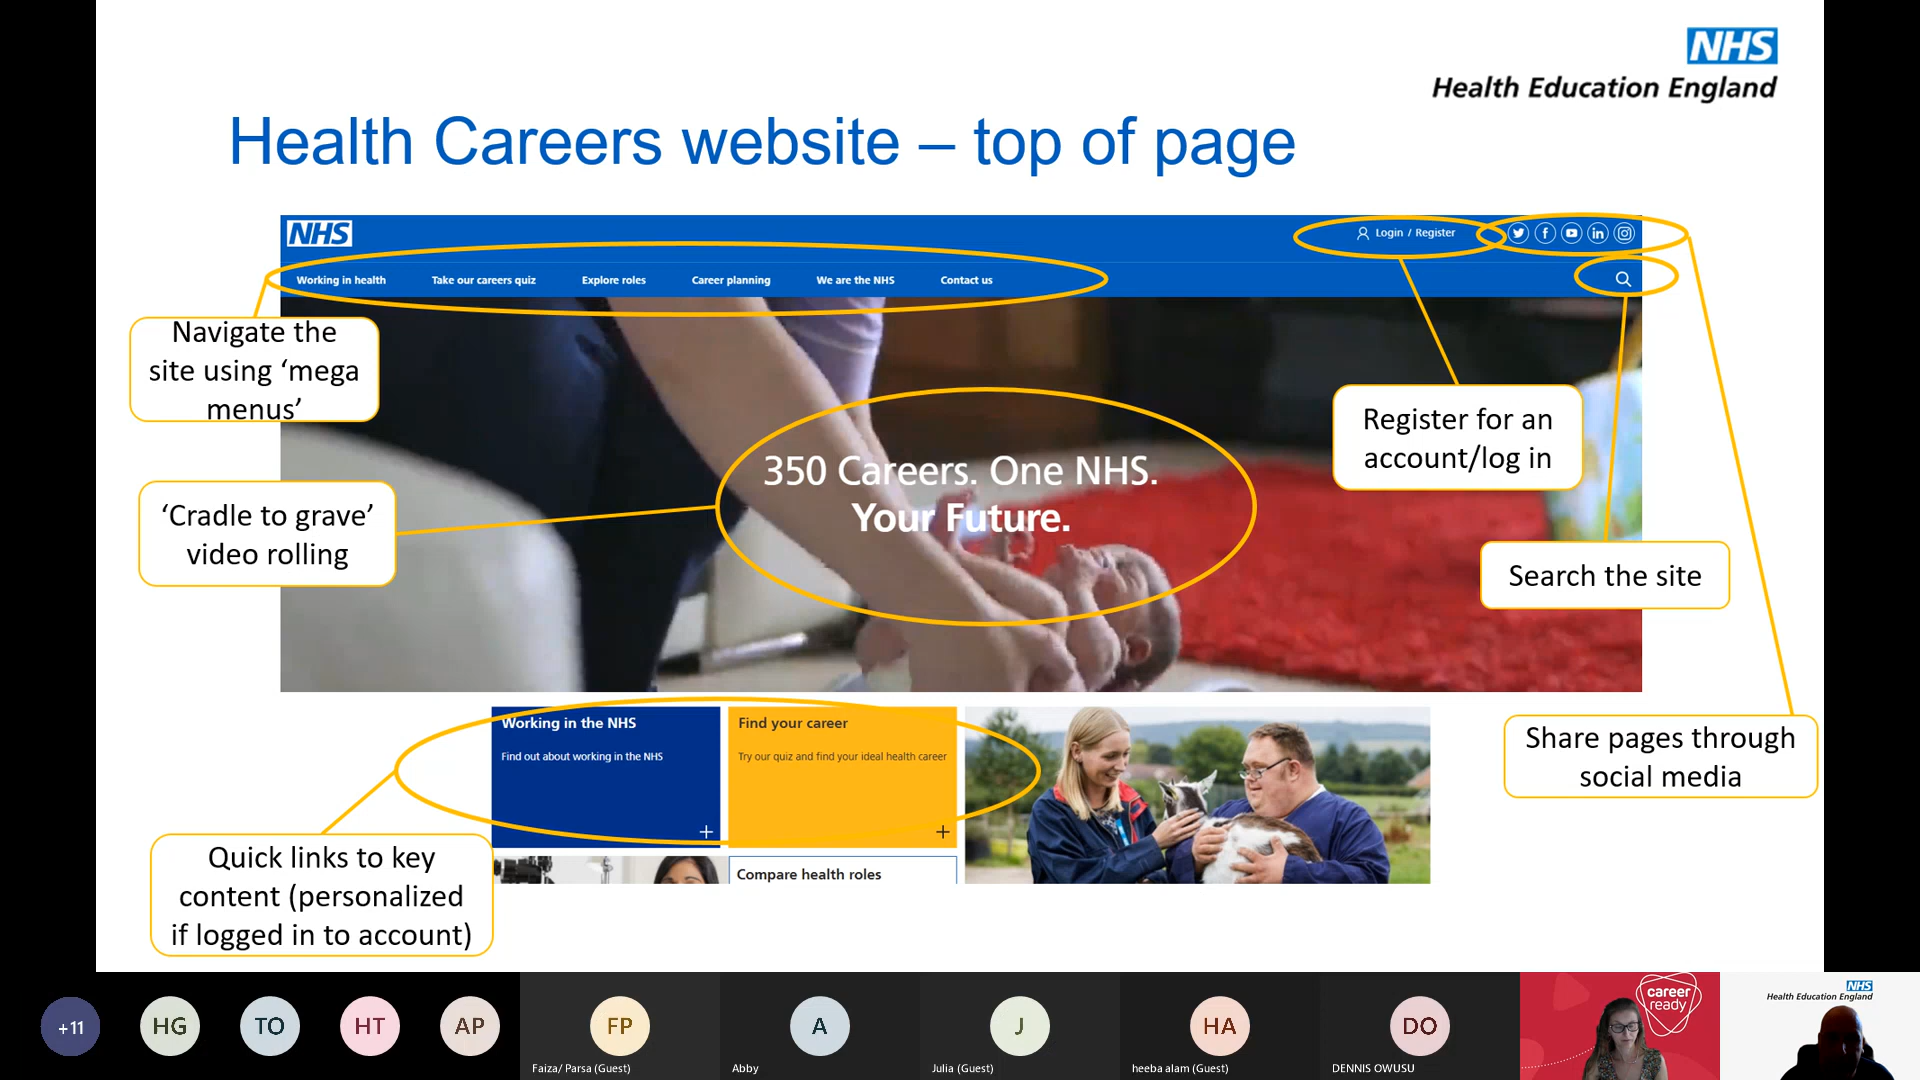 NHS
Health Education England
Health Careers website – top of page
NHS
Login / Register
Working in health
Take our careers quiz
Explore roles
Career planning
We are the NHS
Contact us
Navigate the
site using ‘mega
menus’
350 Careers. One NHS.
Your Future.
Register for an
account/log in
‘Cradle to grave’
video rolling
Search the site
Working in the NHS
Find out about working in the NHS
Find your career
Try our quiz and find your ideal health career
Share pages through
social media
Compare health roles
Quick links to key
content (personalized
if logged in to account)
+11
HG
TO
HT
AP
FP
Faiza/ Parsa (Guest)
A
Abby
J
Julia (Guest)
HA
heeba alam (Guest)
DO
DENNIS OWUSU
career
ready
NHS
Health Education England